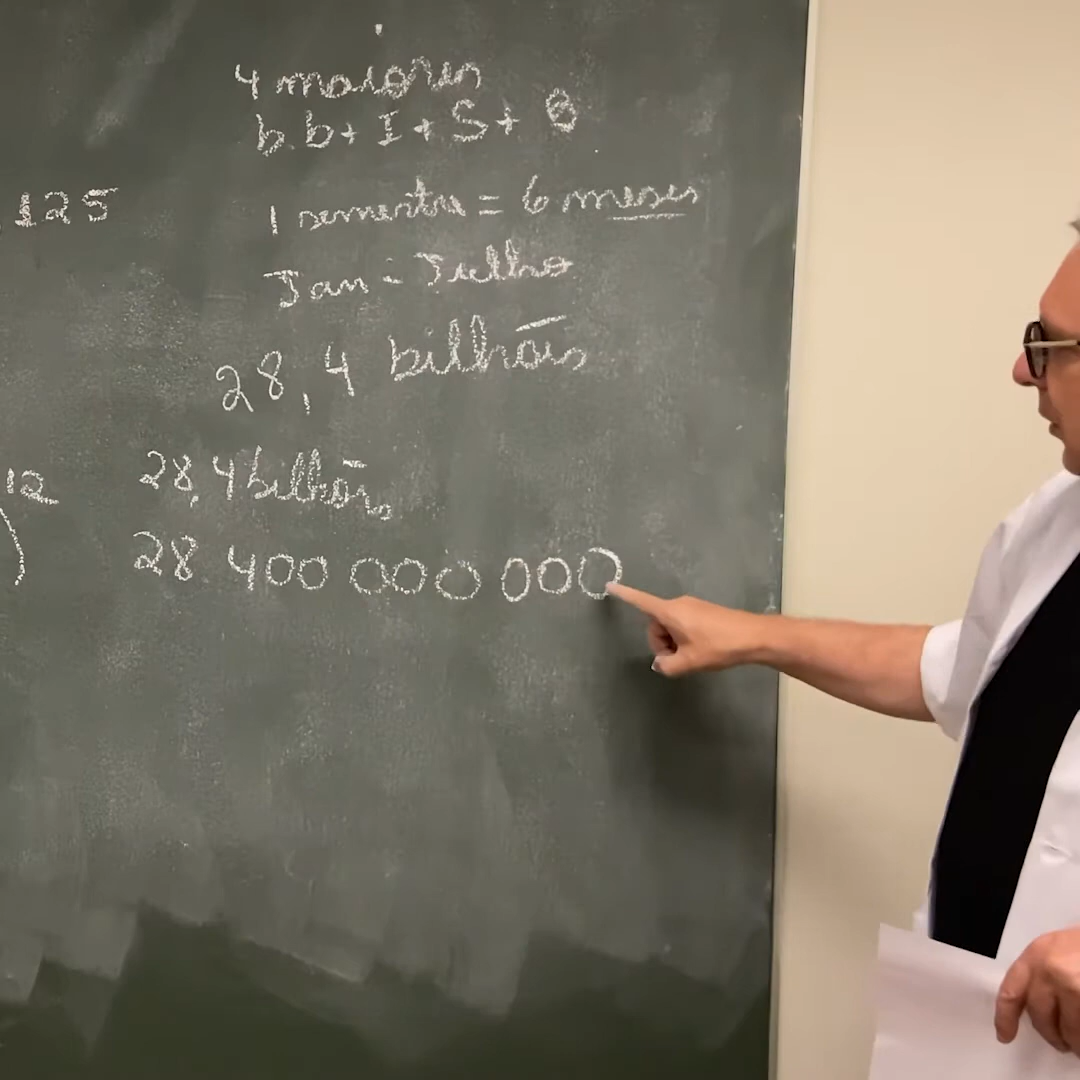 4 maiores
b.b+ I + S + B
125
1 semestre = 6 meses
Jan - Julho
28,4 bilhões
12
28,4 bilhões
)
28 400 000 000